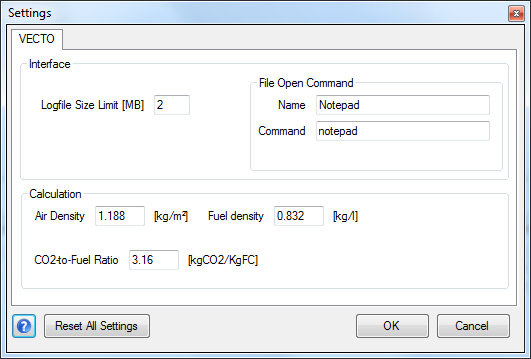 Settings
VECTO
Interface
Logfile Size Limit [MB] 2
File Open Command
Name Notepad
Command notepad
Calculation
Air Density 1.188 [kg/m²] Fuel density 0.832 [kg/l]
CO2-to-Fuel Ratio 3.16 [kgCO2/KgFC]
? Reset All Settings OK Cancel